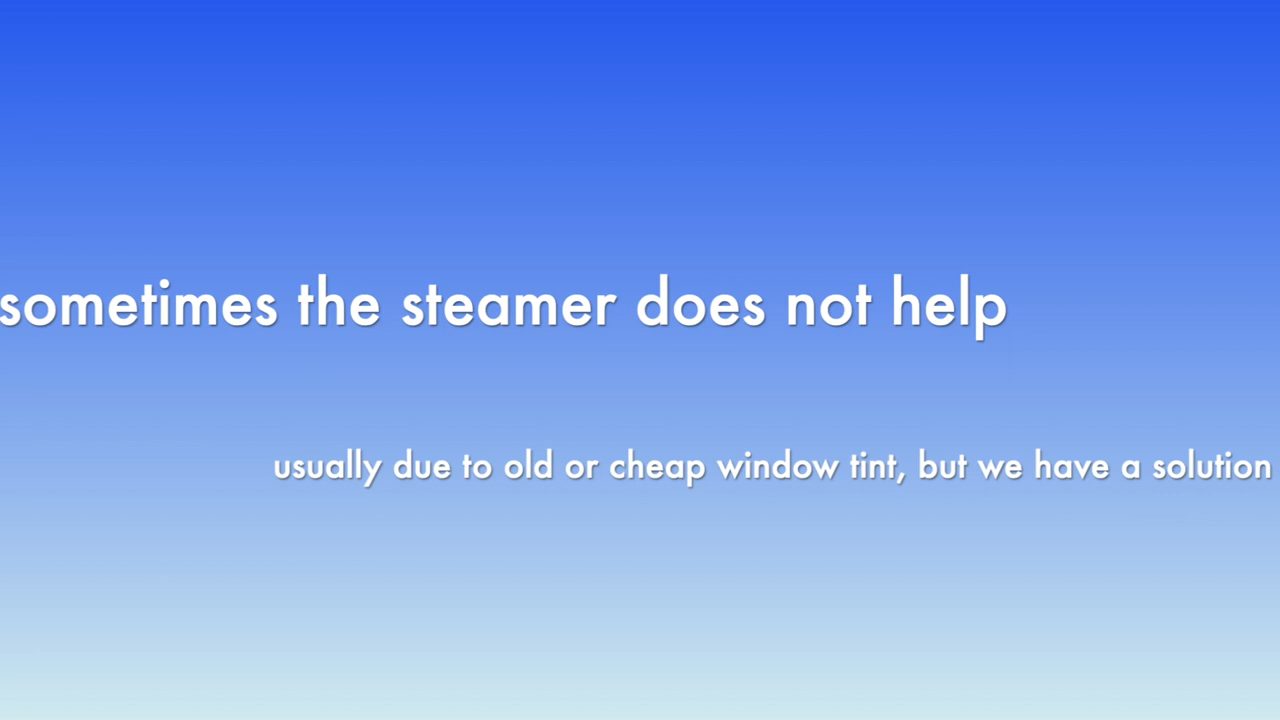 sometimes the steamer does not help
usually due to old or cheap window tint, but we have a solution